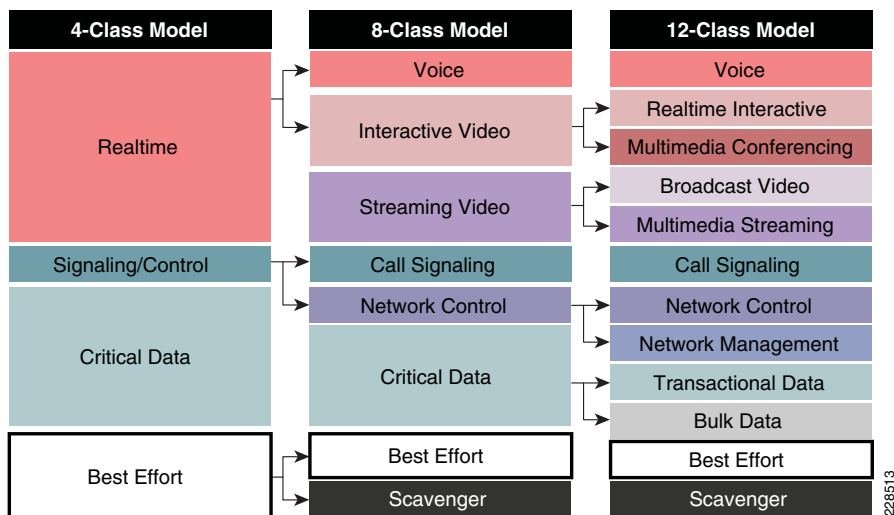 4-Class Model
8-Class Model
12-Class Model
Realtime
Signaling/Control
Critical Data
Best Effort
Voice
Interactive Video
Streaming Video
Call Signaling
Network Control
Critical Data
Best Effort
Scavenger
Voice
Realtime Interactive
Multimedia Conferencing
Broadcast Video
Multimedia Streaming
Call Signaling
Network Control
Network Management
Transactional Data
Bulk Data
Best Effort
Scavenger
228513